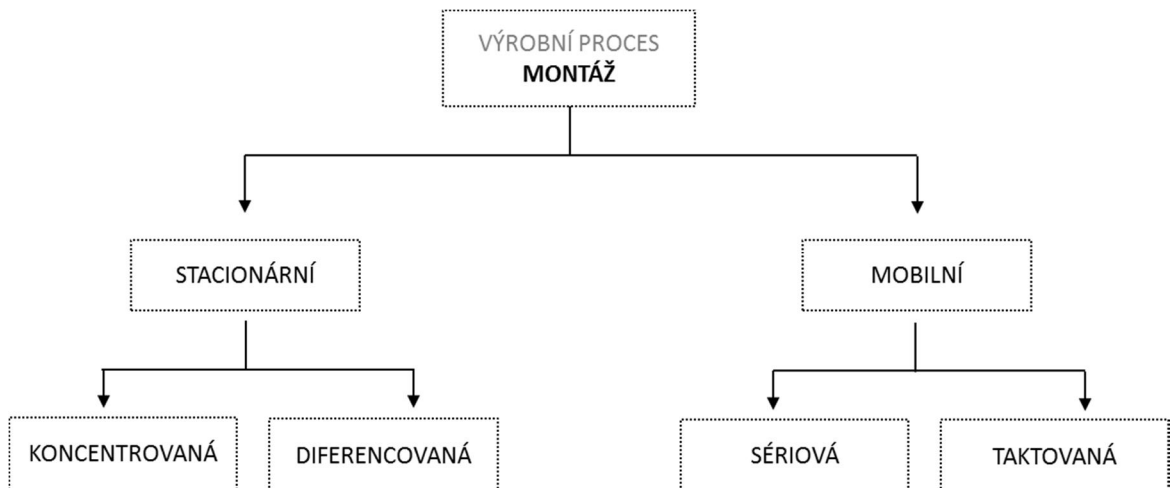 VÝROBNÍ PROCES
MONTÁŽ
STACIONÁRNÍ
MOBILNÍ
KONCENTROVANÁ
DIFERENCOVANÁ
SÉRIOVÁ
TAKTOVANÁ